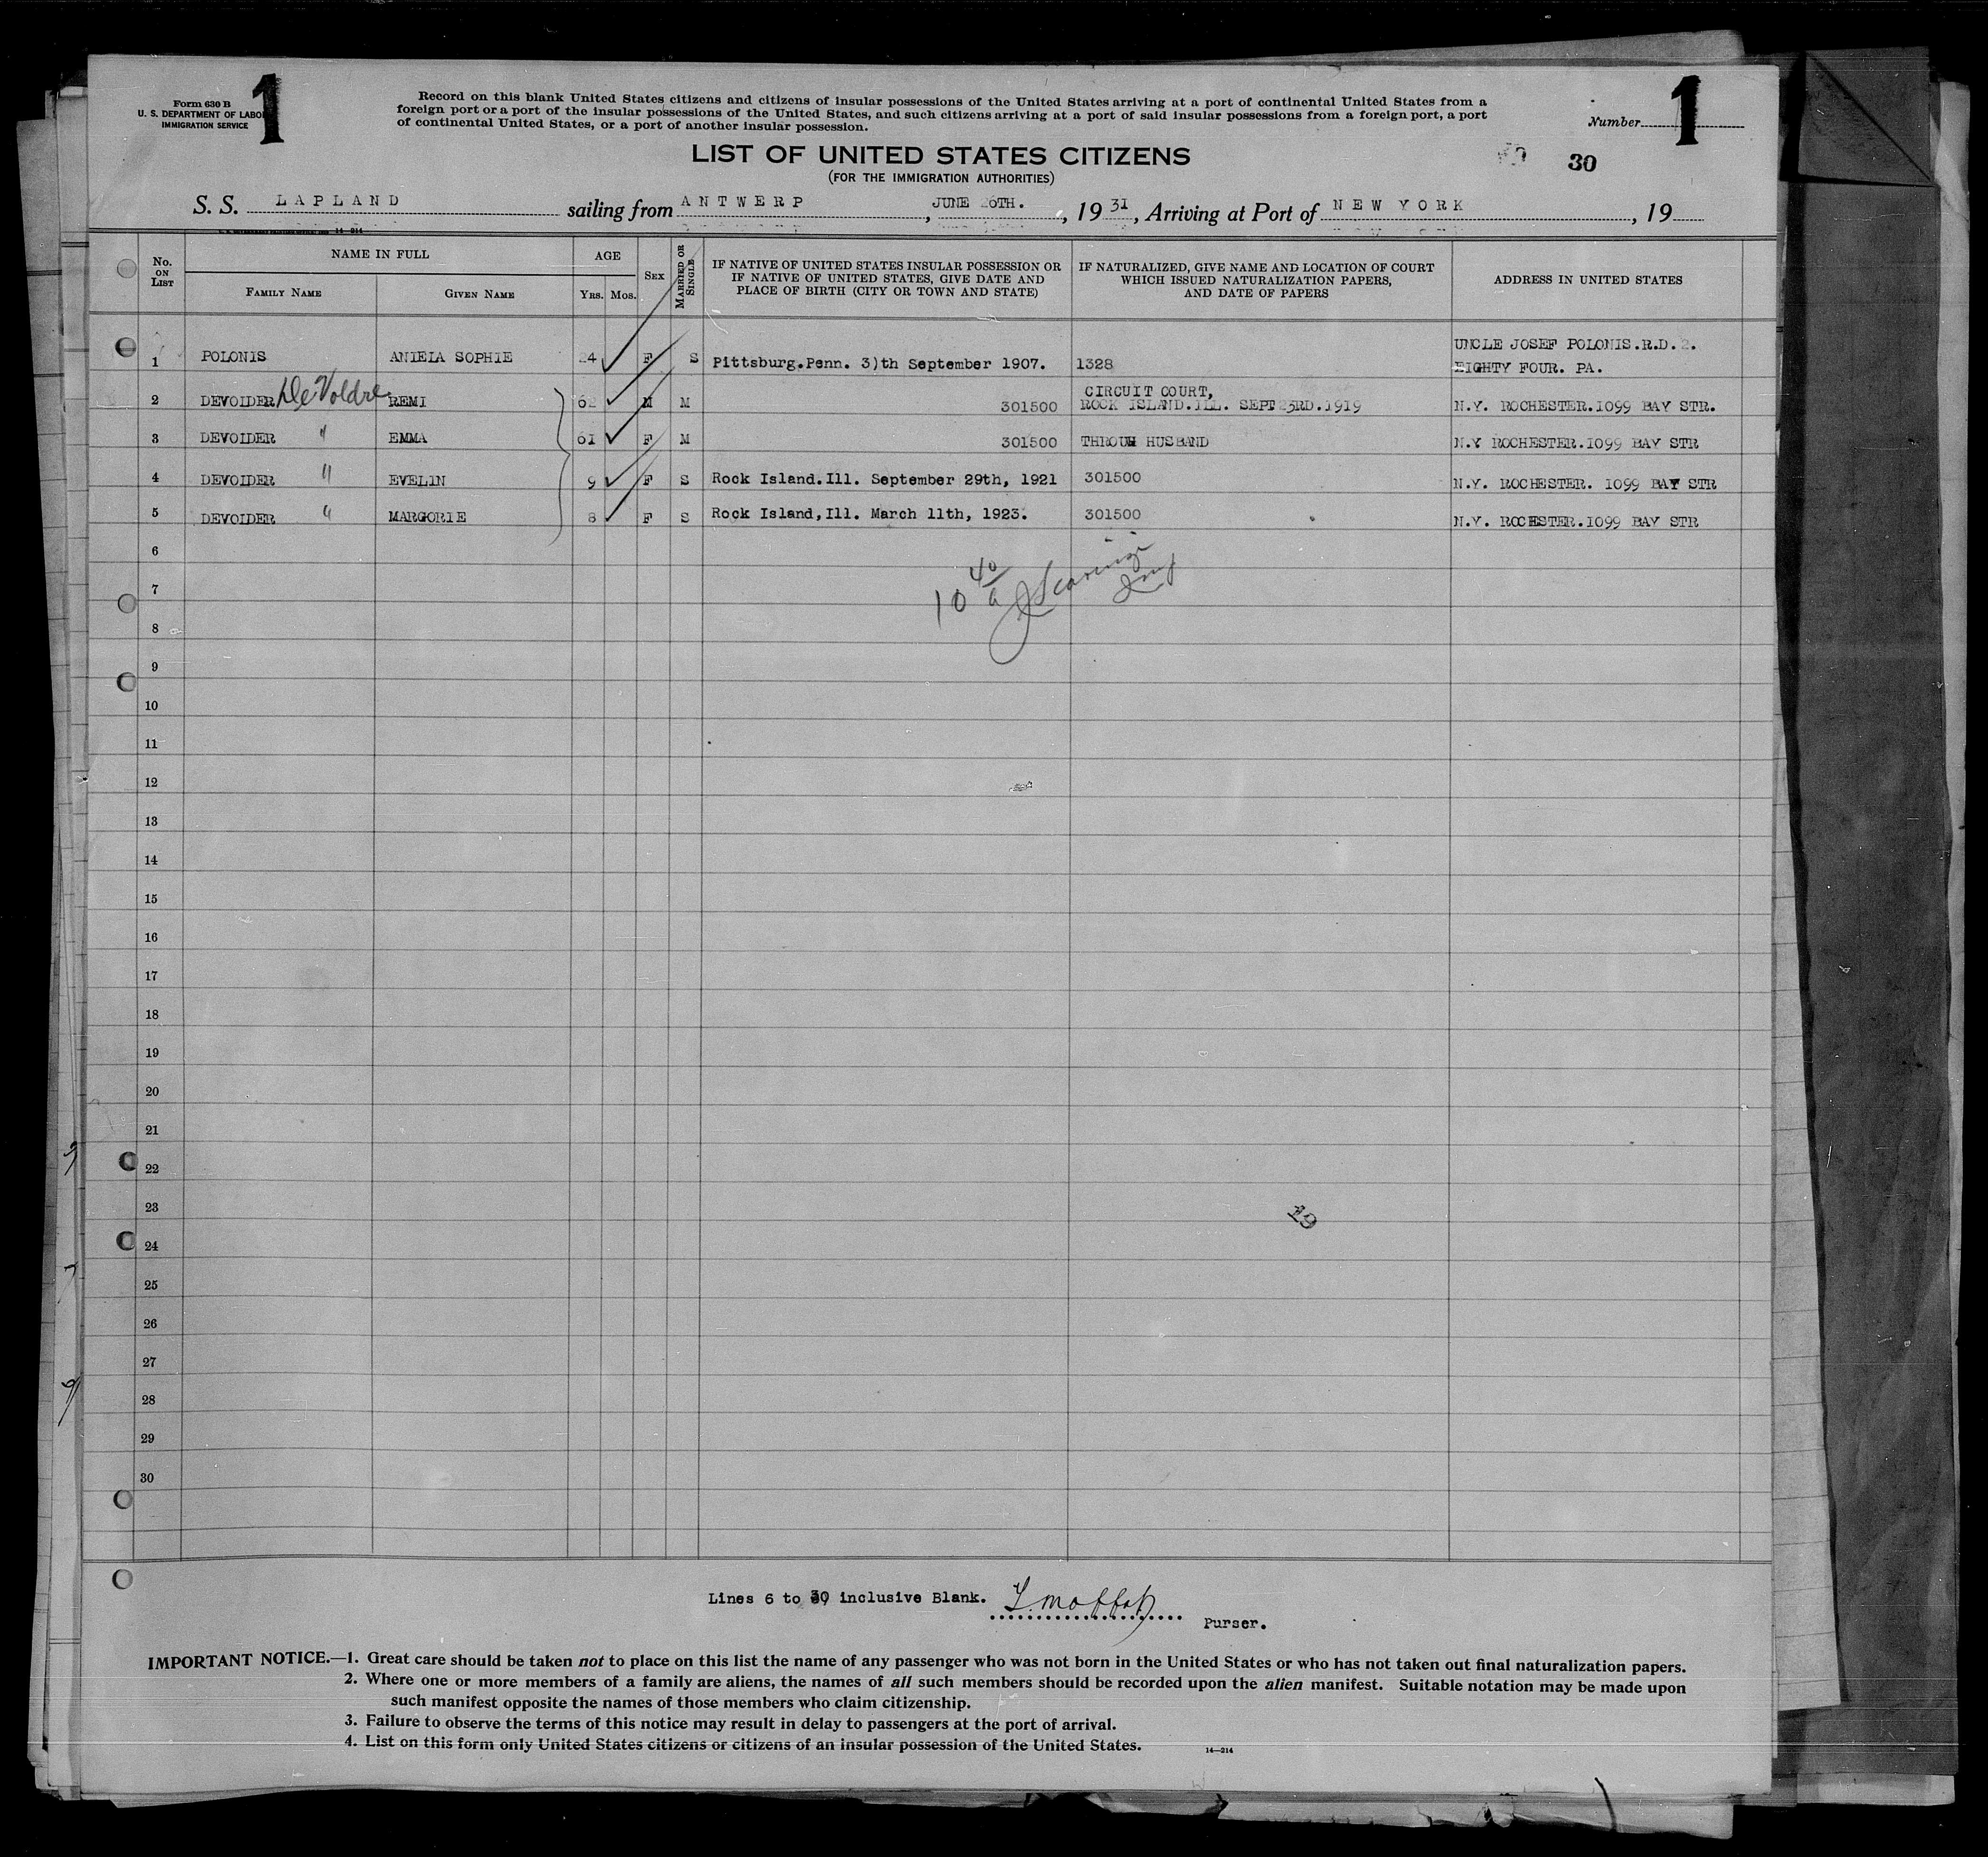 Form 630 B
U. S. DEPARTMENT OF LABOR
IMMIGRATION SERVICE
1
Record on this blank United States citizens and citizens of insular possessions of the United States arriving at a port of continental United States from a
foreign port or a port of the insular possessions of the United States, and such citizens arriving at a port of said insular possessions from a foreign port, a port
of continental United States, or a port of another insular possession.
Number 1
LIST OF UNITED STATES CITIZENS
(FOR THE IMMIGRATION AUTHORITIES)
30
S. S. LAPLAND sailing from ANTWERP, JUNE 26TH., 1931, Arriving at Port of NEW YORK, 19
14-214
No. ON LIST
NAME IN FULL
FAMILY NAME
GIVEN NAME
AGE
YRS. MOS.
SEX
MARRIED OR SINGLE
IF NATIVE OF UNITED STATES INSULAR POSSESSION OR
IF NATIVE OF UNITED STATES, GIVE DATE AND
PLACE OF BIRTH (CITY OR TOWN AND STATE)
IF NATURALIZED, GIVE NAME AND LOCATION OF COURT
WHICH ISSUED NATURALIZATION PAPERS,
AND DATE OF PAPERS
ADDRESS IN UNITED STATES
1 POLONIS ANIELA SOPHIE 24 F S Pittsburg.Penn. 3)th September 1907. 1328 UNCLE JOSEF POLONIS.R.D. 2.
EIGHTY FOUR. PA.
2 DEVOIDER De Voldre REMI 62 M M 301500 CIRCUIT COURT,
ROCK ISLAND.ILL. SEPT 23RD.1919 N.Y. ROCHESTER.1099 BAY STR.
3 DEVOIDER " EMMA 61 F M 301500 THROUH HUSBAND N.Y ROCHESTER.1099 BAY STR
4 DEVOIDER " EVELIN 9 F S Rock Island.Ill. September 29th, 1921 301500 N.Y. ROCHESTER. 1099 BAY STR
5 DEVOIDER " MARGORIE 8 F S Rock Island,Ill. March 11th, 1923. 301500 N.Y. ROCESTER.1099 BAY STR
6
10 40
7
8
9
10
11
12
13
14
15
16
17
18
19
20
21
22
23
19
24
25
26
27
28
29
30
Lines 6 to 30 inclusive Blank.
Purser.
IMPORTANT NOTICE.—1. Great care should be taken not to place on this list the name of any passenger who was not born in the United States or who has not taken out final naturalization papers.
2. Where one or more members of a family are aliens, the names of all such members should be recorded upon the alien manifest. Suitable notation may be made upon
such manifest opposite the names of those members who claim citizenship.
3. Failure to observe the terms of this notice may result in delay to passengers at the port of arrival.
4. List on this form only United States citizens or citizens of an insular possession of the United States.
14—214